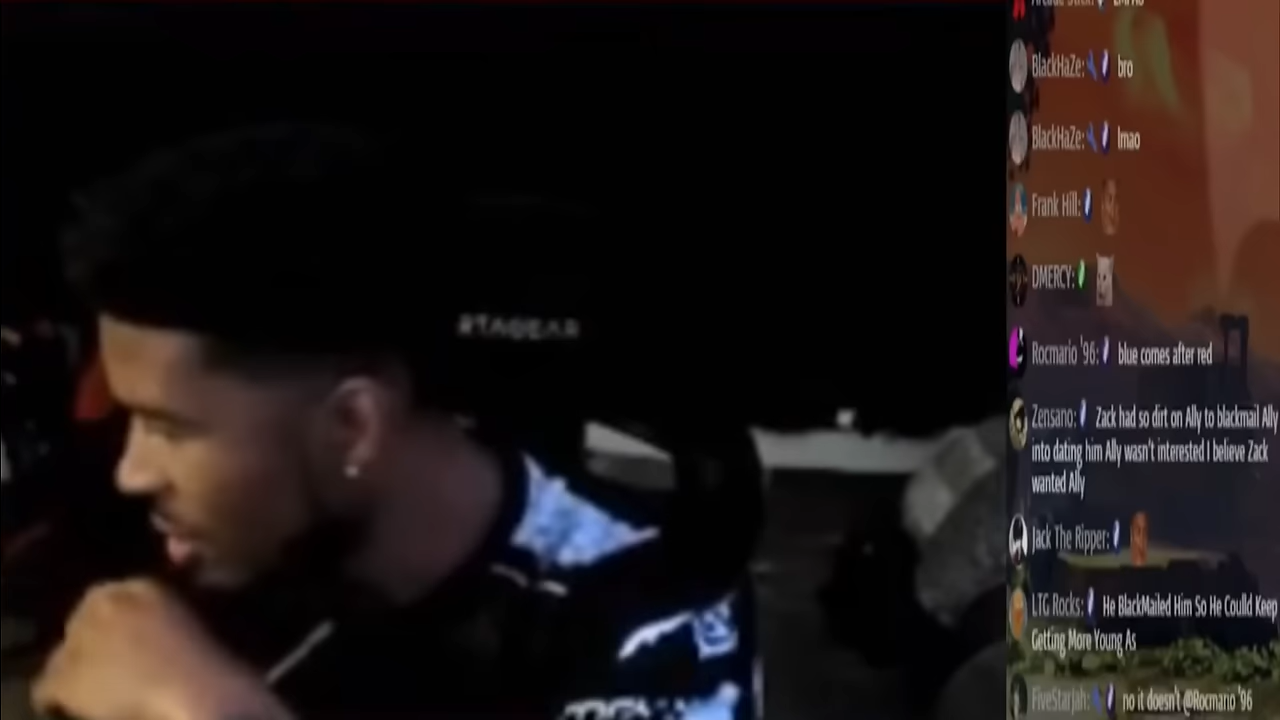 BlackHaZe: bro
BlackHaZe: lmao
Frank Hill:
DMERCY:
Rocmario '96: blue comes after red
Zensano: Zack had so dirt on Ally to blackmail Ally
into dating him Ally wasn't interested I believe Zack
wanted Ally
Jack The Ripper:
LTG Rocks: He BlackMailed Him So He Coulld Keep
Getting More Young As
FiveStarJah: no it doesn't @Rocmario '96